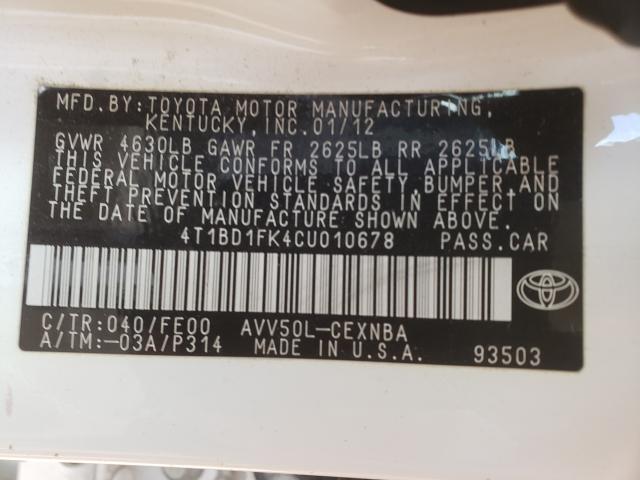 MFD. BY: TOYOTA MOTOR MANUFACTURING,
KENTUCKY, INC. 01/12
GVWR 4630LB GAWR FR 2625LB RR 2625LB
THIS VEHICLE CONFORMS TO ALL APPLICABLE
FEDERAL MOTOR VEHICLE SAFETY, BUMPER, AND
THEFT PREVENTION STANDARDS IN EFFECT ON
THE DATE OF MANUFACTURE SHOWN ABOVE.
4T1BD1FK4CU010678 PASS. CAR
C/TR: 040/FE00 AVV50L-CEXNBA
A/TM: -03A/P314 MADE IN U.S.A. 93503